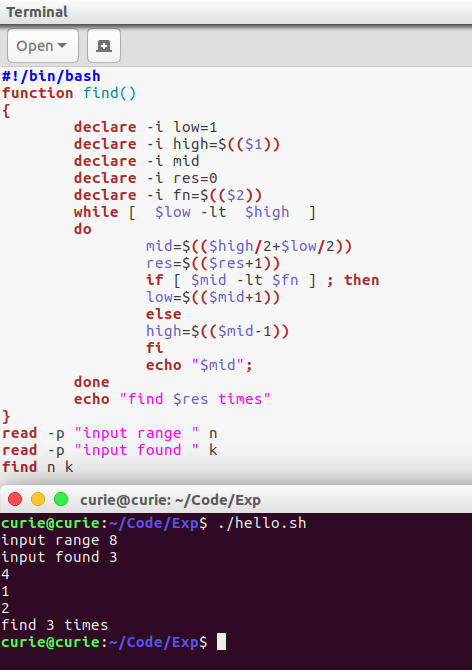 Terminal
Open
#!/bin/bash
function find()
{
declare -i low=1
declare -i high=$(($1))
declare -i mid
declare -i res=0
declare -i fn=$(($2))
while [  $low -lt  $high  ]
do
mid=$(($high/2+$low/2))
res=$(($res+1))
if [ $mid -lt $fn ] ; then
low=$(($mid+1))
else
high=$(($mid-1))
fi
echo "$mid";
done
echo "find $res times"
}
read -p "input range " n
read -p "input found " k
find n k
curie@curie: ~/Code/Exp
curie@curie:~/Code/Exp$ ./hello.sh
input range 8
input found 3
4
1
2
find 3 times
curie@curie:~/Code/Exp$